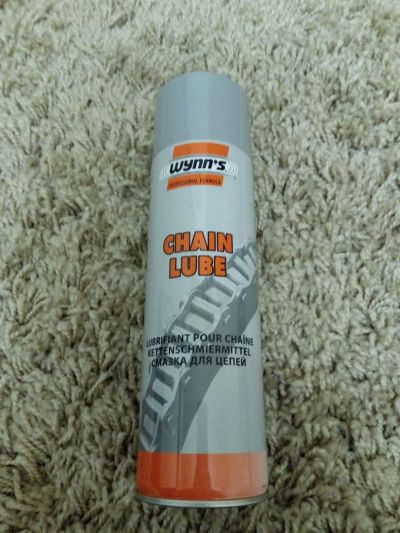 WYNN'S
PROFESSIONAL FORMULA
CHAIN
LUBE
LUBRIFIANT POUR CHAÎNE
KETTENSCHMIERMITTEL
СМАЗКА ДЛЯ ЦЕПЕЙ